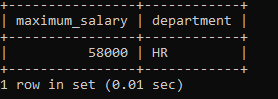 +----------------+------------+
| maximum_salary | department |
+----------------+------------+
|          58000 | HR         |
+----------------+------------+
1 row in set (0.01 sec)